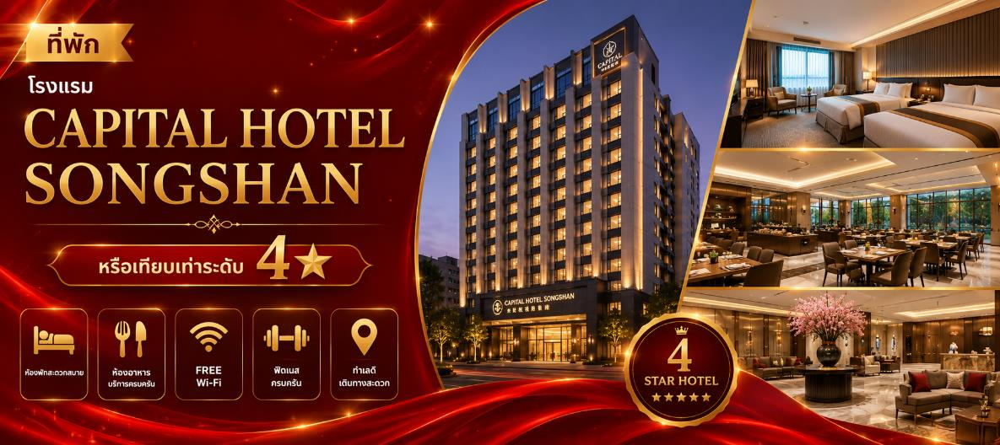 ที่พัก
โรงแรม
CAPITAL HOTEL
SONGSHAN
หรือเทียบเท่าระดับ 4
ห้องพักสะดวกสบาย
ห้องอาหาร
บริการครบครัน
FREE
Wi-Fi
ฟิตเนส
ครบครัน
ทำเลดี
เดินทางสะดวก
CAPITAL
CAPITAL HOTEL SONGSHAN
4
STAR HOTEL